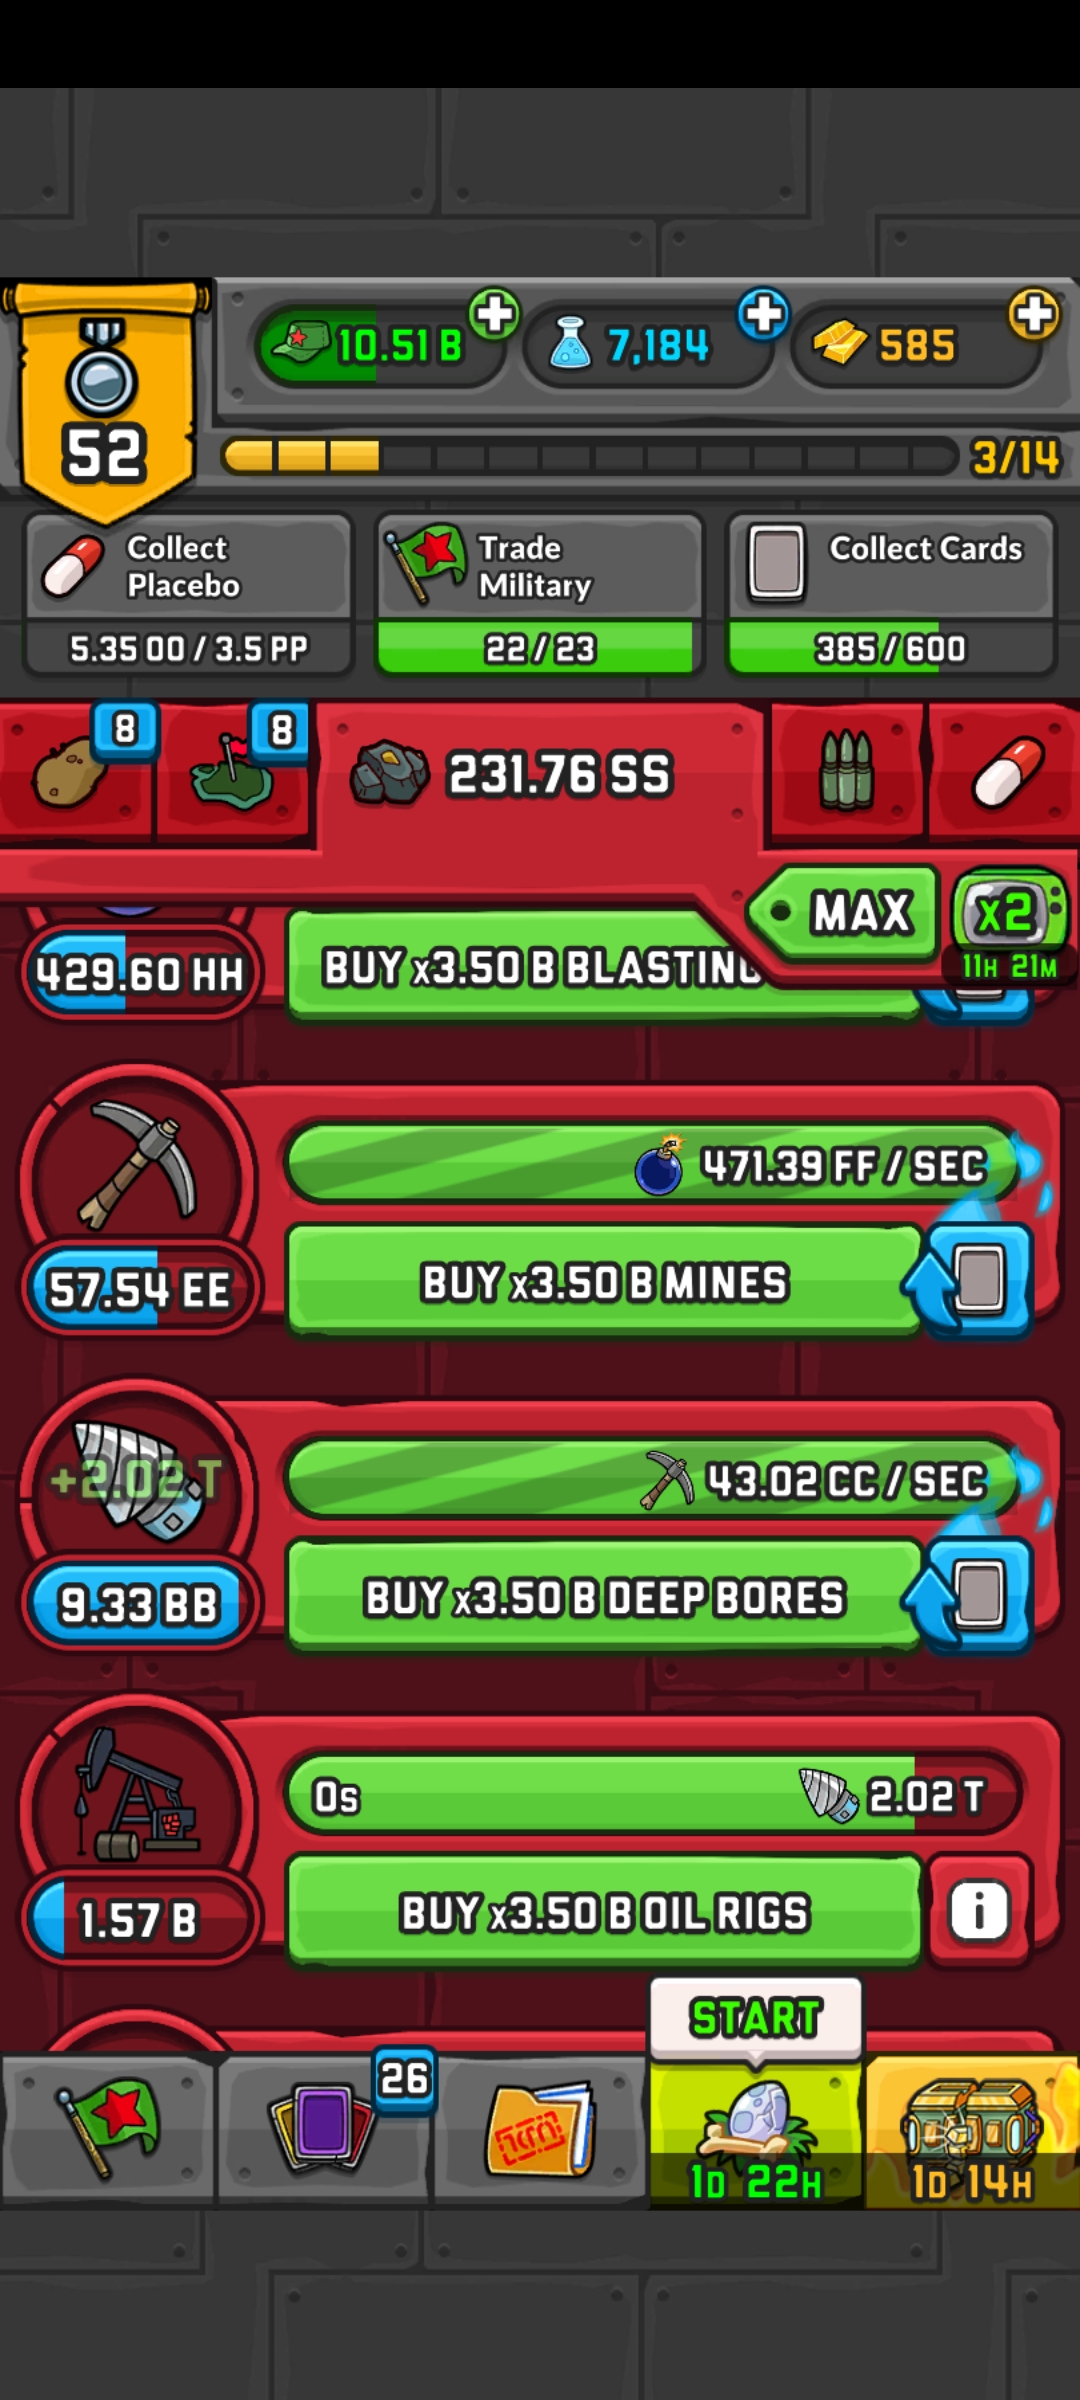 10.51 B
7,184
585
52
3/14
Collect
Placebo
5.35 OO / 3.5 PP
Trade
Military
22 / 23
Collect Cards
385 / 600
8
8
231.76 SS
MAX
x2
11H 21M
429.60 HH
BUY x3.50 B BLASTING
471.39 FF / SEC
57.54 EE
BUY x3.50 B MINES
+2.02 T
43.02 CC / SEC
9.33 BB
BUY x3.50 B DEEP BORES
0s
2.02 T
1.57 B
BUY x3.50 B OIL RIGS
i
START
26
1D 22H
1D 14H